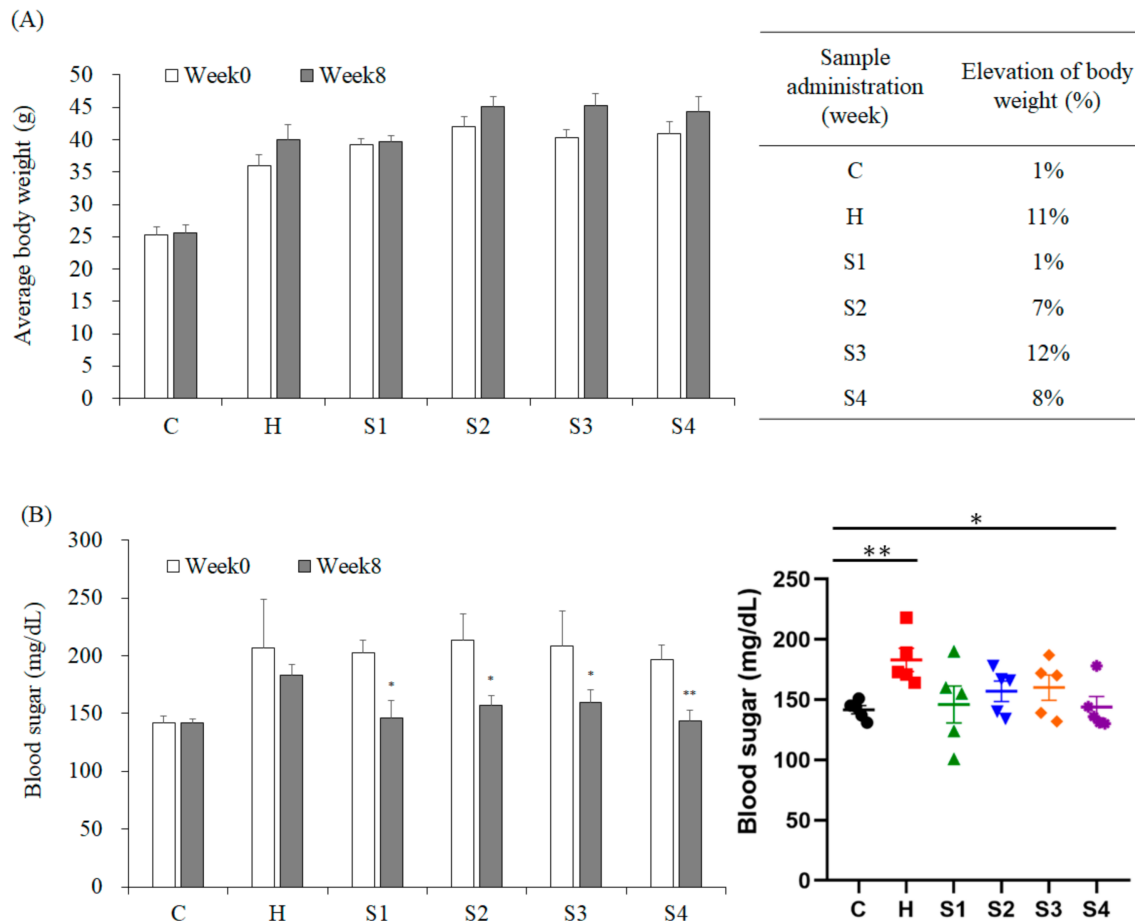 (A)
Week0 Week8
50
45
40
35
30
25
20
15
10
5
0
Average body weight (g)
C H S1 S2 S3 S4
Sample administration (week) Elevation of body weight (%)
C 1%
H 11%
S1 1%
S2 7%
S3 12%
S4 8%
(B)
Week0 Week8
300
250
200
150
100
50
0
Blood sugar (mg/dL)
* * * **
C H S1 S2 S3 S4
*
**
250
200
150
100
50
0
Blood sugar (mg/dL)
C H S1 S2 S3 S4